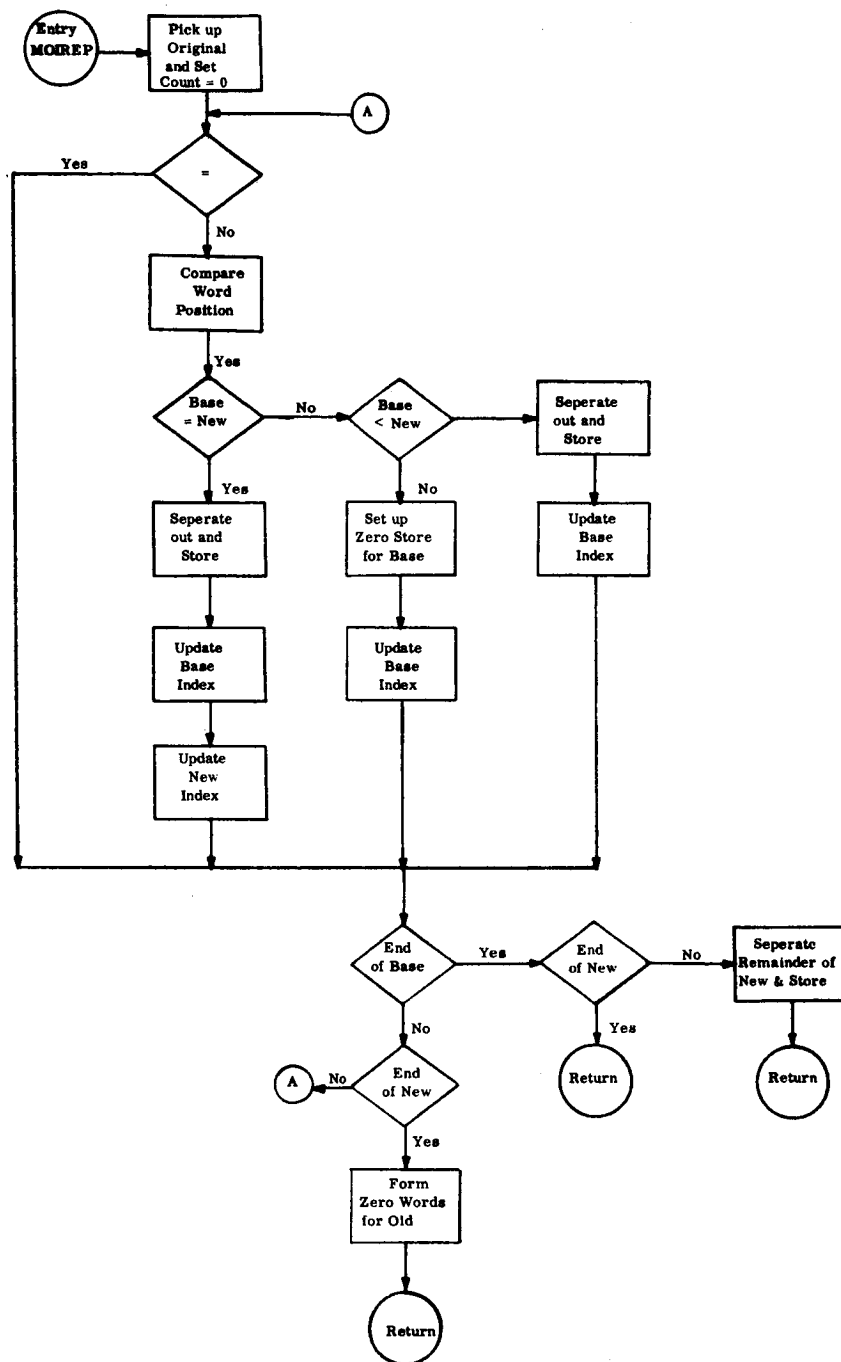 Entry
MOIREP
Pick up
Original
and Set
Count = 0
A
Yes
=
No
Compare
Word
Position
Yes
Base
= New
No
Base
< New
Seperate
out and
Store
Yes
Seperate
out and
Store
No
Set up
Zero Store
for Base
Update
Base
Index
Update
Base
Index
Update
Base
Index
Update
New
Index
End
of Base
Yes
End
of New
No
Seperate
Remainder of
New & Store
No
Yes
A
No
End
of New
Return
Return
Yes
Form
Zero Words
for Old
Return